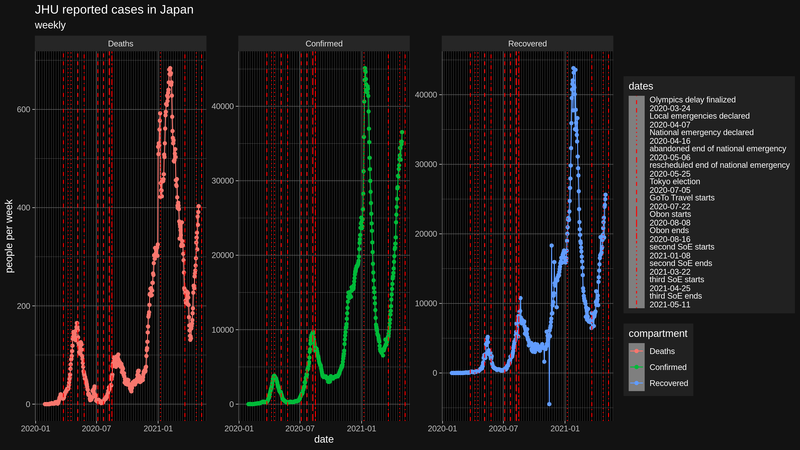 JHU reported cases in Japan
weekly
Deaths
Confirmed
Recovered
people per week
600
400
200
0
40000
30000
20000
10000
0
40000
30000
20000
10000
0
2020-01
2020-07
2021-01
2020-01
2020-07
2021-01
2020-01
2020-07
2021-01
date
dates
Olympics delay finalized
2020-03-24
Local emergencies declared
2020-04-07
National emergency declared
2020-04-16
abandoned end of national emergency
2020-05-06
rescheduled end of national emergency
2020-05-25
Tokyo election
2020-07-05
GoTo Travel starts
2020-07-22
Obon starts
2020-08-08
Obon ends
2020-08-16
second SoE starts
2021-01-08
second SoE ends
2021-03-22
third SoE starts
2021-04-25
third SoE ends
2021-05-11
compartment
Deaths
Confirmed
Recovered